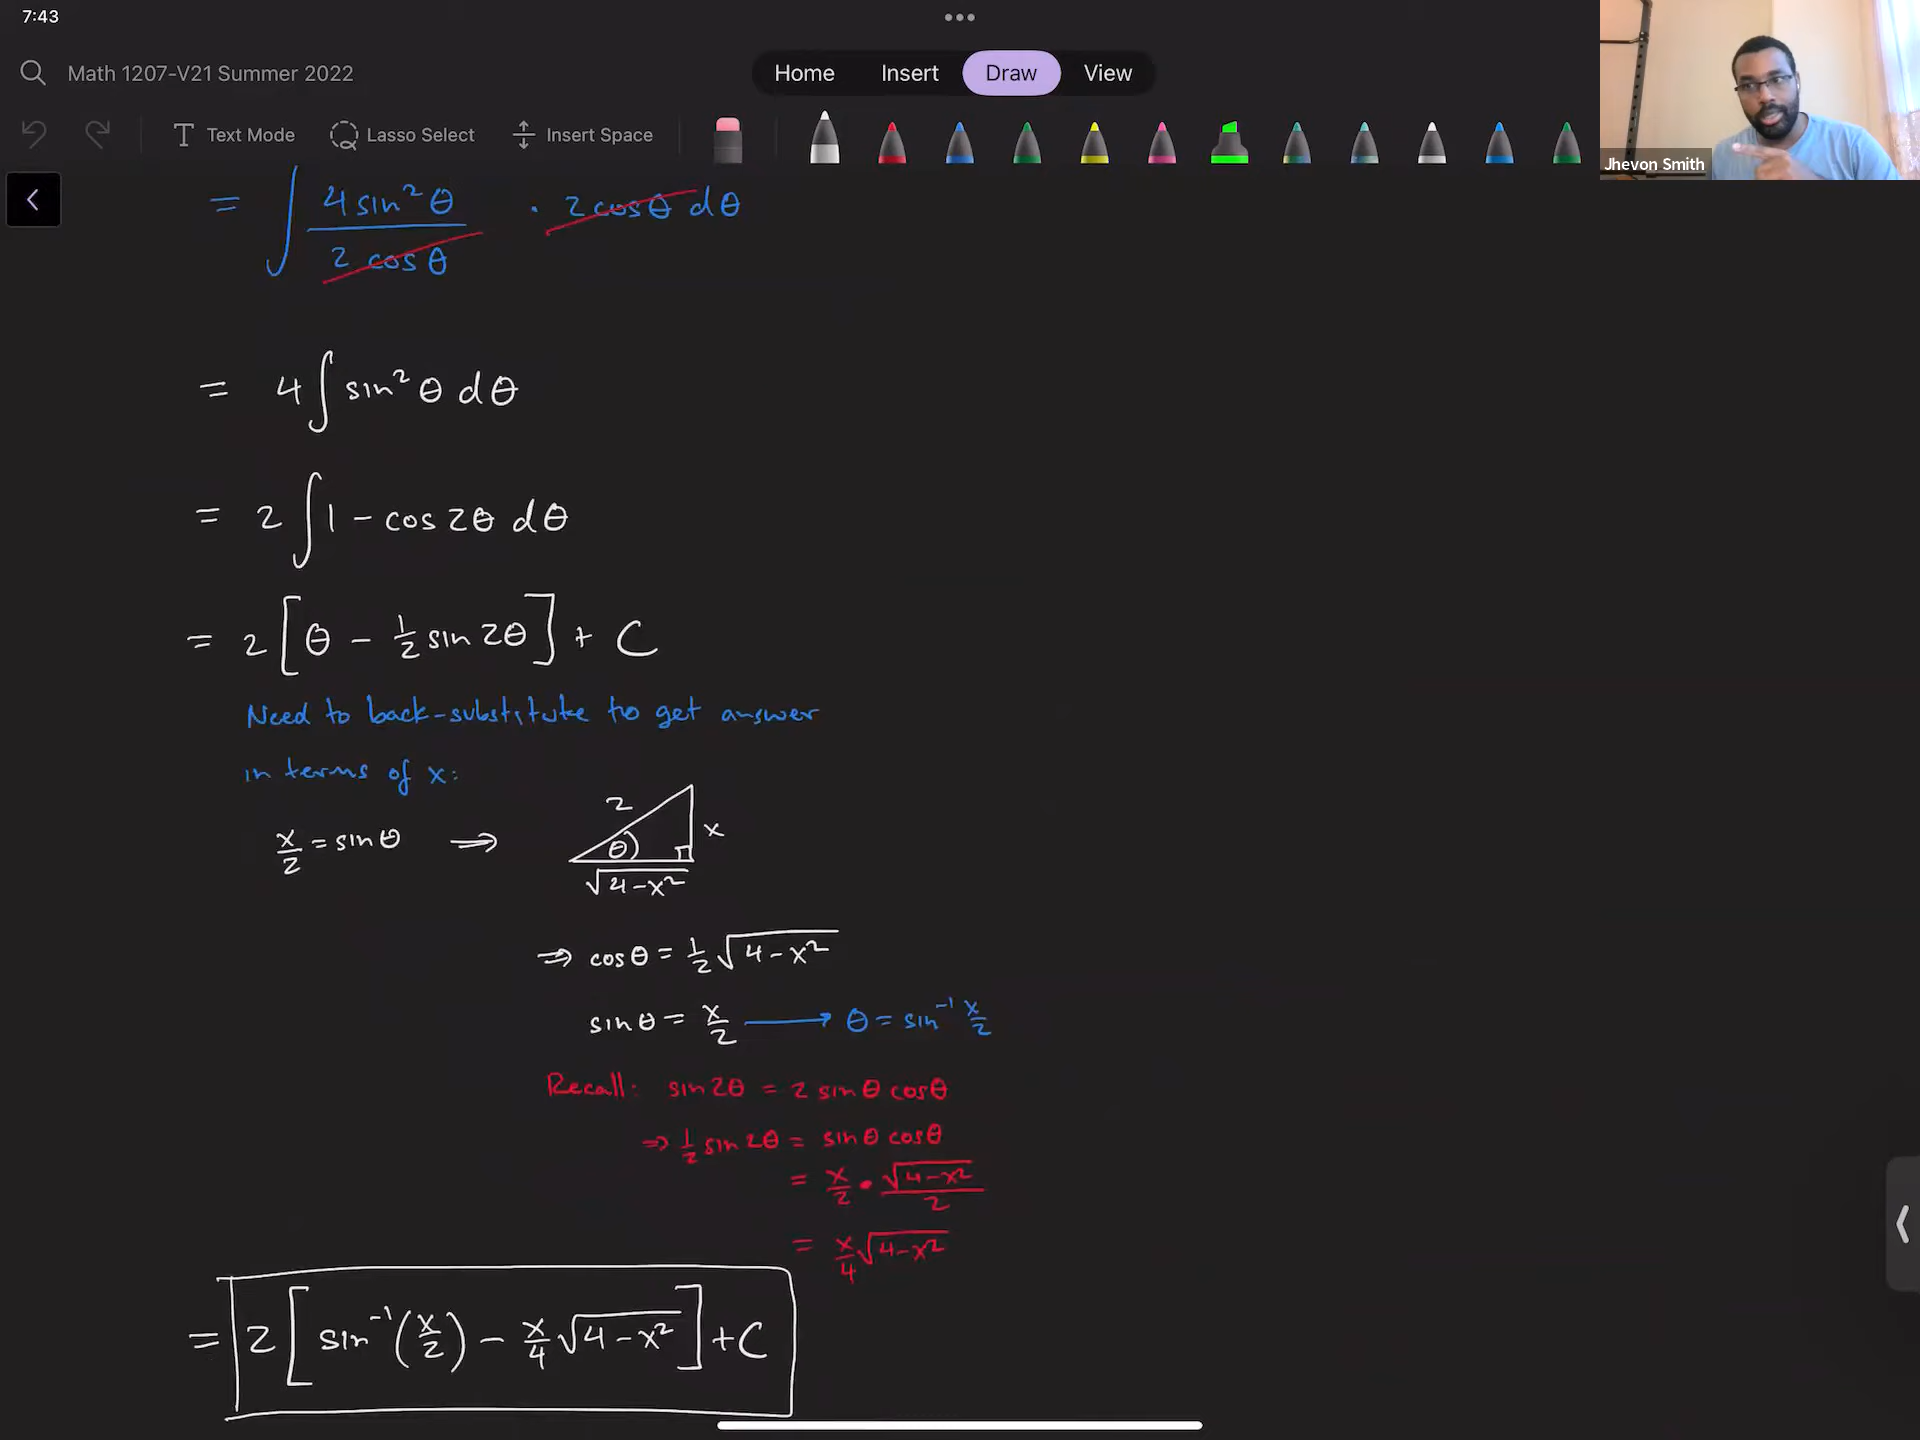 7:43
Math 1207-V21 Summer 2022
Home Insert Draw View
Text Mode Lasso Select Insert Space
Jhevon Smith
= ∫ 4 sin² θ / 2 cos θ · 2 cos θ dθ
= 4 ∫ sin² θ dθ
= 2 ∫ 1 - cos 2θ dθ
= 2 [ θ - 1/2 sin 2θ ] + C
Need to back-substitute to get answer
in terms of x:
x/2 = sin θ ⇒
2
θ
x
√4-x²
⇒ cos θ = 1/2 √4-x²
sin θ = x/2 → θ = sin⁻¹ x/2
Recall: sin 2θ = 2 sin θ cos θ
⇒ 1/2 sin 2θ = sin θ cos θ
= x/2 • √4-x² / 2
= x/4 √4-x²
= 2 [ sin⁻¹ (x/2) - x/4 √4-x² ] + C